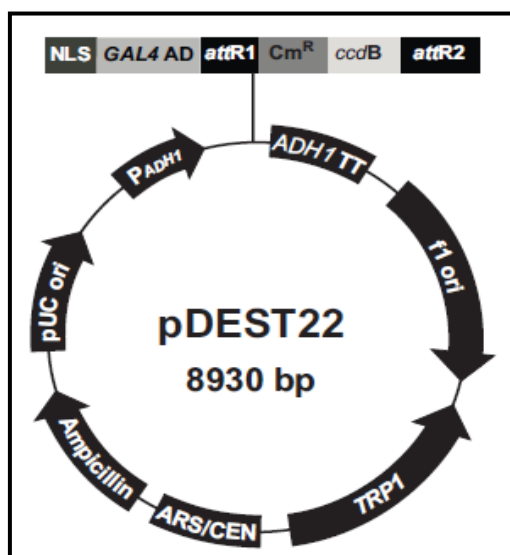 NLS GAL4 AD attR1 CmR ccdB attR2
PADH1
ADH1 TT
f1 ori
pUC ori
pDEST22
8930 bp
Ampicillin
ARS/CEN
TRP1